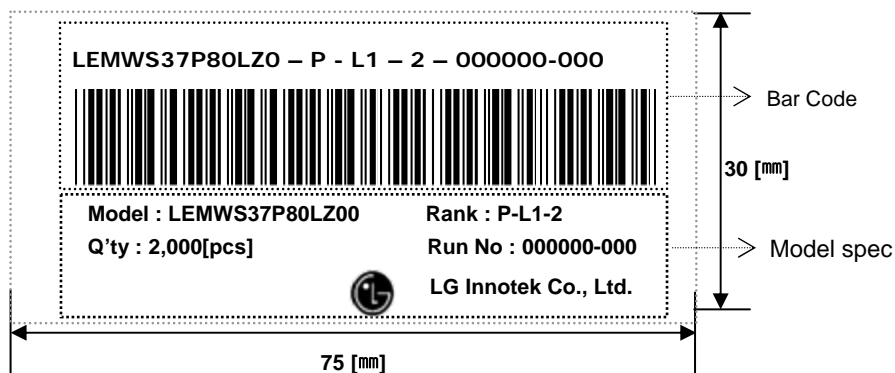 LEMWS37P80LZ0 – P - L1 – 2 – 000000-000
Bar Code
30 [㎜]
Model : LEMWS37P80LZ00 Rank : P-L1-2
Q’ty : 2,000[pcs] Run No : 000000-000
Model spec
LG Innotek Co., Ltd.
75 [㎜]